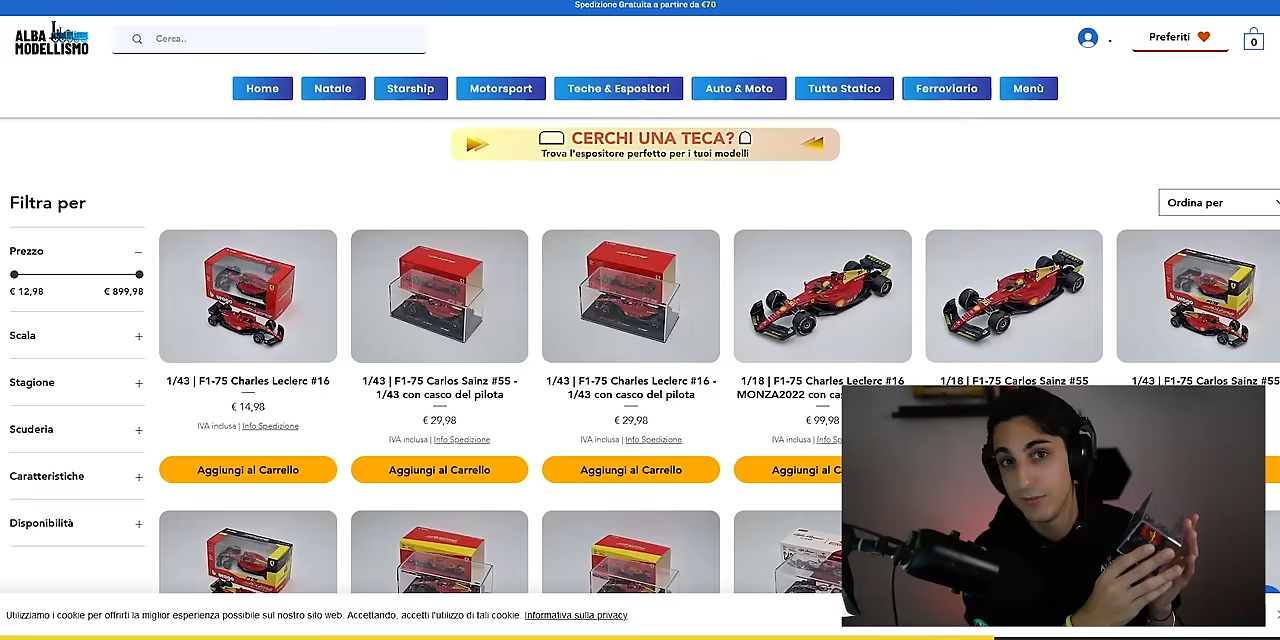 Spedizione Gratuita a partire da €70
ALBA
MODELLISMO
Cerca..
.
Preferiti
0
Home
Natale
Starship
Motorsport
Teche & Espositori
Auto & Moto
Tutto Statico
Ferroviario
Menù
CERCHI UNA TECA?
Trova l'espositore perfetto per i tuoi modelli
Filtra per
Ordina per
Prezzo
€ 12,98
€ 899,98
Scala
Stagione
Scuderia
Caratteristiche
Disponibilità
1/43 | F1-75 Charles Leclerc #16
€ 14,98
IVA inclusa | Info Spedizione
Aggiungi al Carrello
1/43 | F1-75 Carlos Sainz #55 -
1/43 con casco del pilota
€ 29,98
IVA inclusa | Info Spedizione
Aggiungi al Carrello
1/43 | F1-75 Charles Leclerc #16 -
1/43 con casco del pilota
€ 29,98
IVA inclusa | Info Spedizione
Aggiungi al Carrello
1/18 | F1-75 Charles Leclerc #16
MONZA2022 con cas
€ 99,98
IVA inclusa | Info Sp
Aggiungi al C
1/18 | F1-75 Carlos Sainz #55
1/43 | F1-75 Carlos Sainz #55
Utilizziamo i cookie per offrirti la miglior esperienza possibile sul nostro sito web. Accettando, accetti l'utilizzo di tali cookie. Informativa sulla privacy